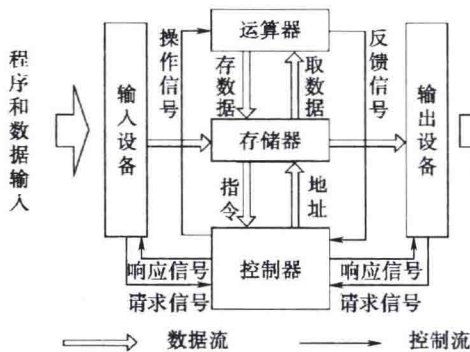 程序和数据输入
输入设备
操作信号
运算器
反馈信号
输出设备
存数据
取数据
存储器
指令
地址
控制器
响应信号
请求信号
响应信号
请求信号
数据流
控制流